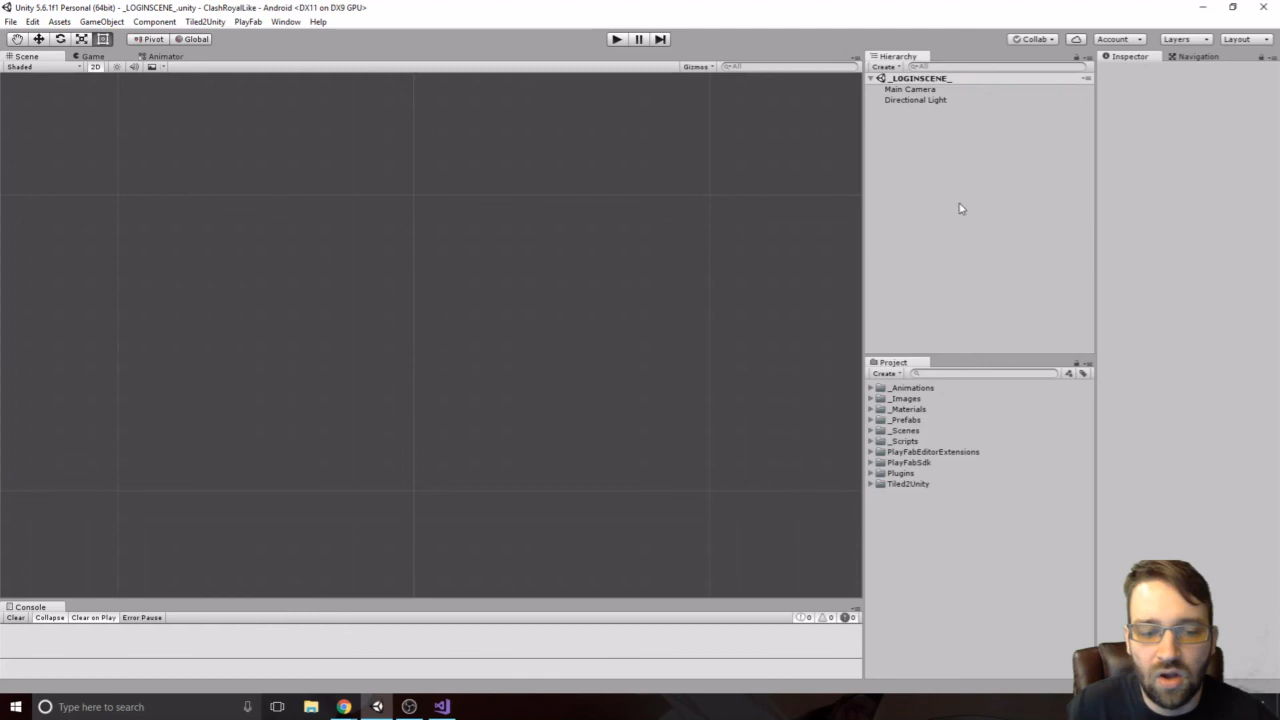 Unity 5.6.1f1 Personal (64bit) - _LOGINSCENE_.unity - ClashRoyalLike - Android <DX11 on DX9 GPU>
File Edit Assets GameObject Component Tiled2Unity PlayFab Window Help
Pivot Global Collab Account Layers Layout
Scene Game Animator
Shaded 2D Gizmos All
Hierarchy
Create All
_LOGINSCENE_
Main Camera
Directional Light
Inspector Navigation
Project
Create
_Animations
_Images
_Materials
_Prefabs
_Scenes
_Scripts
PlayFabEditorExtensions
PlayFabSdk
Plugins
Tiled2Unity
Console
Clear Collapse Clear on Play Error Pause 0 0 0
Type here to search